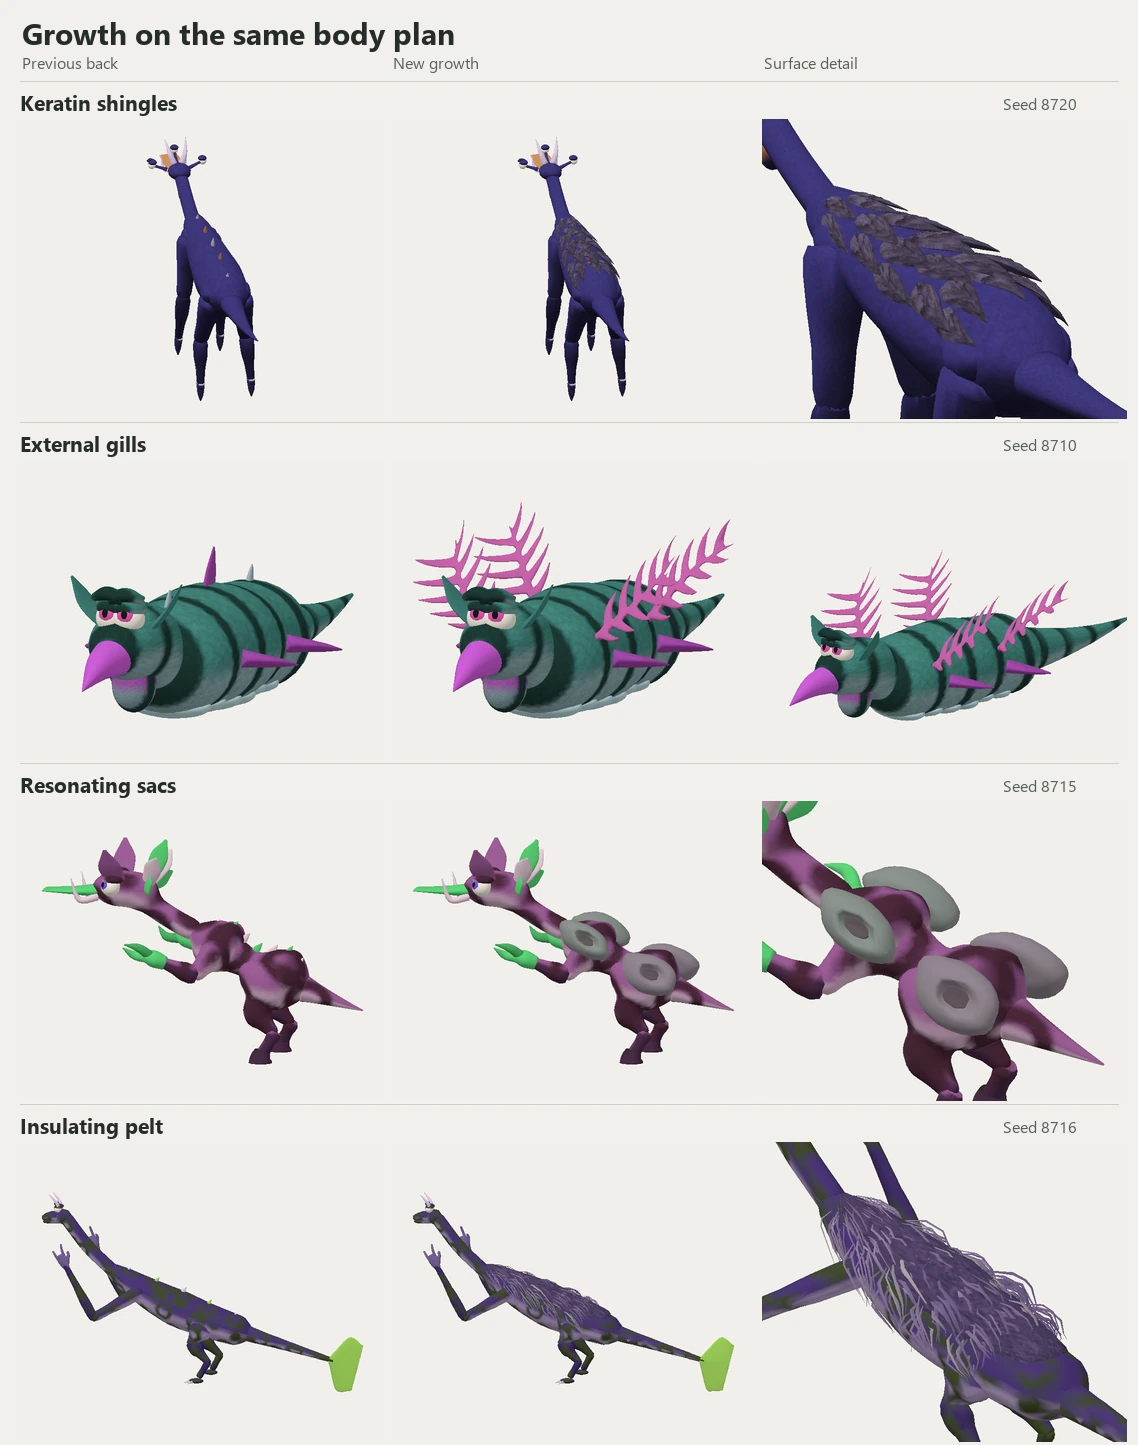 Growth on the same body plan
Previous back New growth Surface detail
Keratin shingles Seed 8720
External gills Seed 8710
Resonating sacs Seed 8715
Insulating pelt Seed 8716